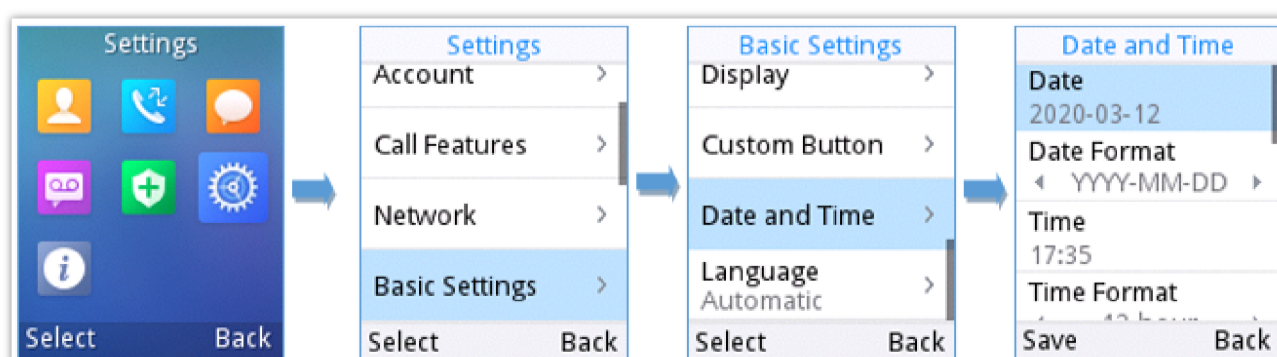 Settings
Select Back
Settings
Account
Call Features
Network
Basic Settings
Select Back
Basic Settings
Display
Custom Button
Date and Time
Language
Automatic
Select Back
Date and Time
Date
2020-03-12
Date Format
YYYY-MM-DD
Time
17:35
Time Format
Save Back